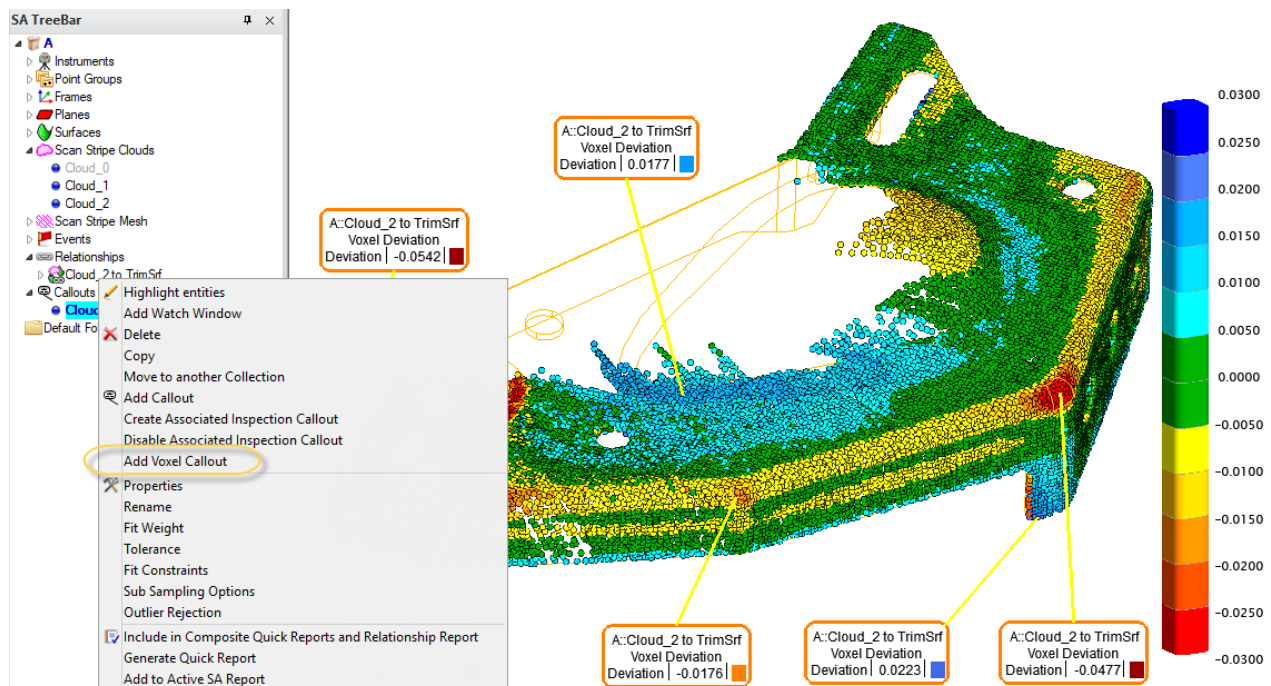 SA TreeBar
A
Instruments
Point Groups
Frames
Planes
Surfaces
Scan Stripe Clouds
Cloud_0
Cloud_1
Cloud_2
Scan Stripe Mesh
Events
Relationships
Cloud_2 to TrimSrf
Callouts
Cloud
Default Fo
Highlight entities
Add Watch Window
Delete
Copy
Move to another Collection
Add Callout
Create Associated Inspection Callout
Disable Associated Inspection Callout
Add Voxel Callout
Properties
Rename
Fit Weight
Tolerance
Fit Constraints
Sub Sampling Options
Outlier Rejection
Include in Composite Quick Reports and Relationship Report
Generate Quick Report
Add to Active SA Report
A::Cloud_2 to TrimSrf
Voxel Deviation
Deviation 0.0177
A::Cloud_2 to TrimSrf
Voxel Deviation
Deviation -0.0542
A::Cloud_2 to TrimSrf
Voxel Deviation
Deviation -0.0176
A::Cloud_2 to TrimSrf
Voxel Deviation
Deviation 0.0223
A::Cloud_2 to TrimSrf
Voxel Deviation
Deviation -0.0477
0.0300
0.0250
0.0200
0.0150
0.0100
0.0050
0.0000
-0.0050
-0.0100
-0.0150
-0.0200
-0.0250
-0.0300